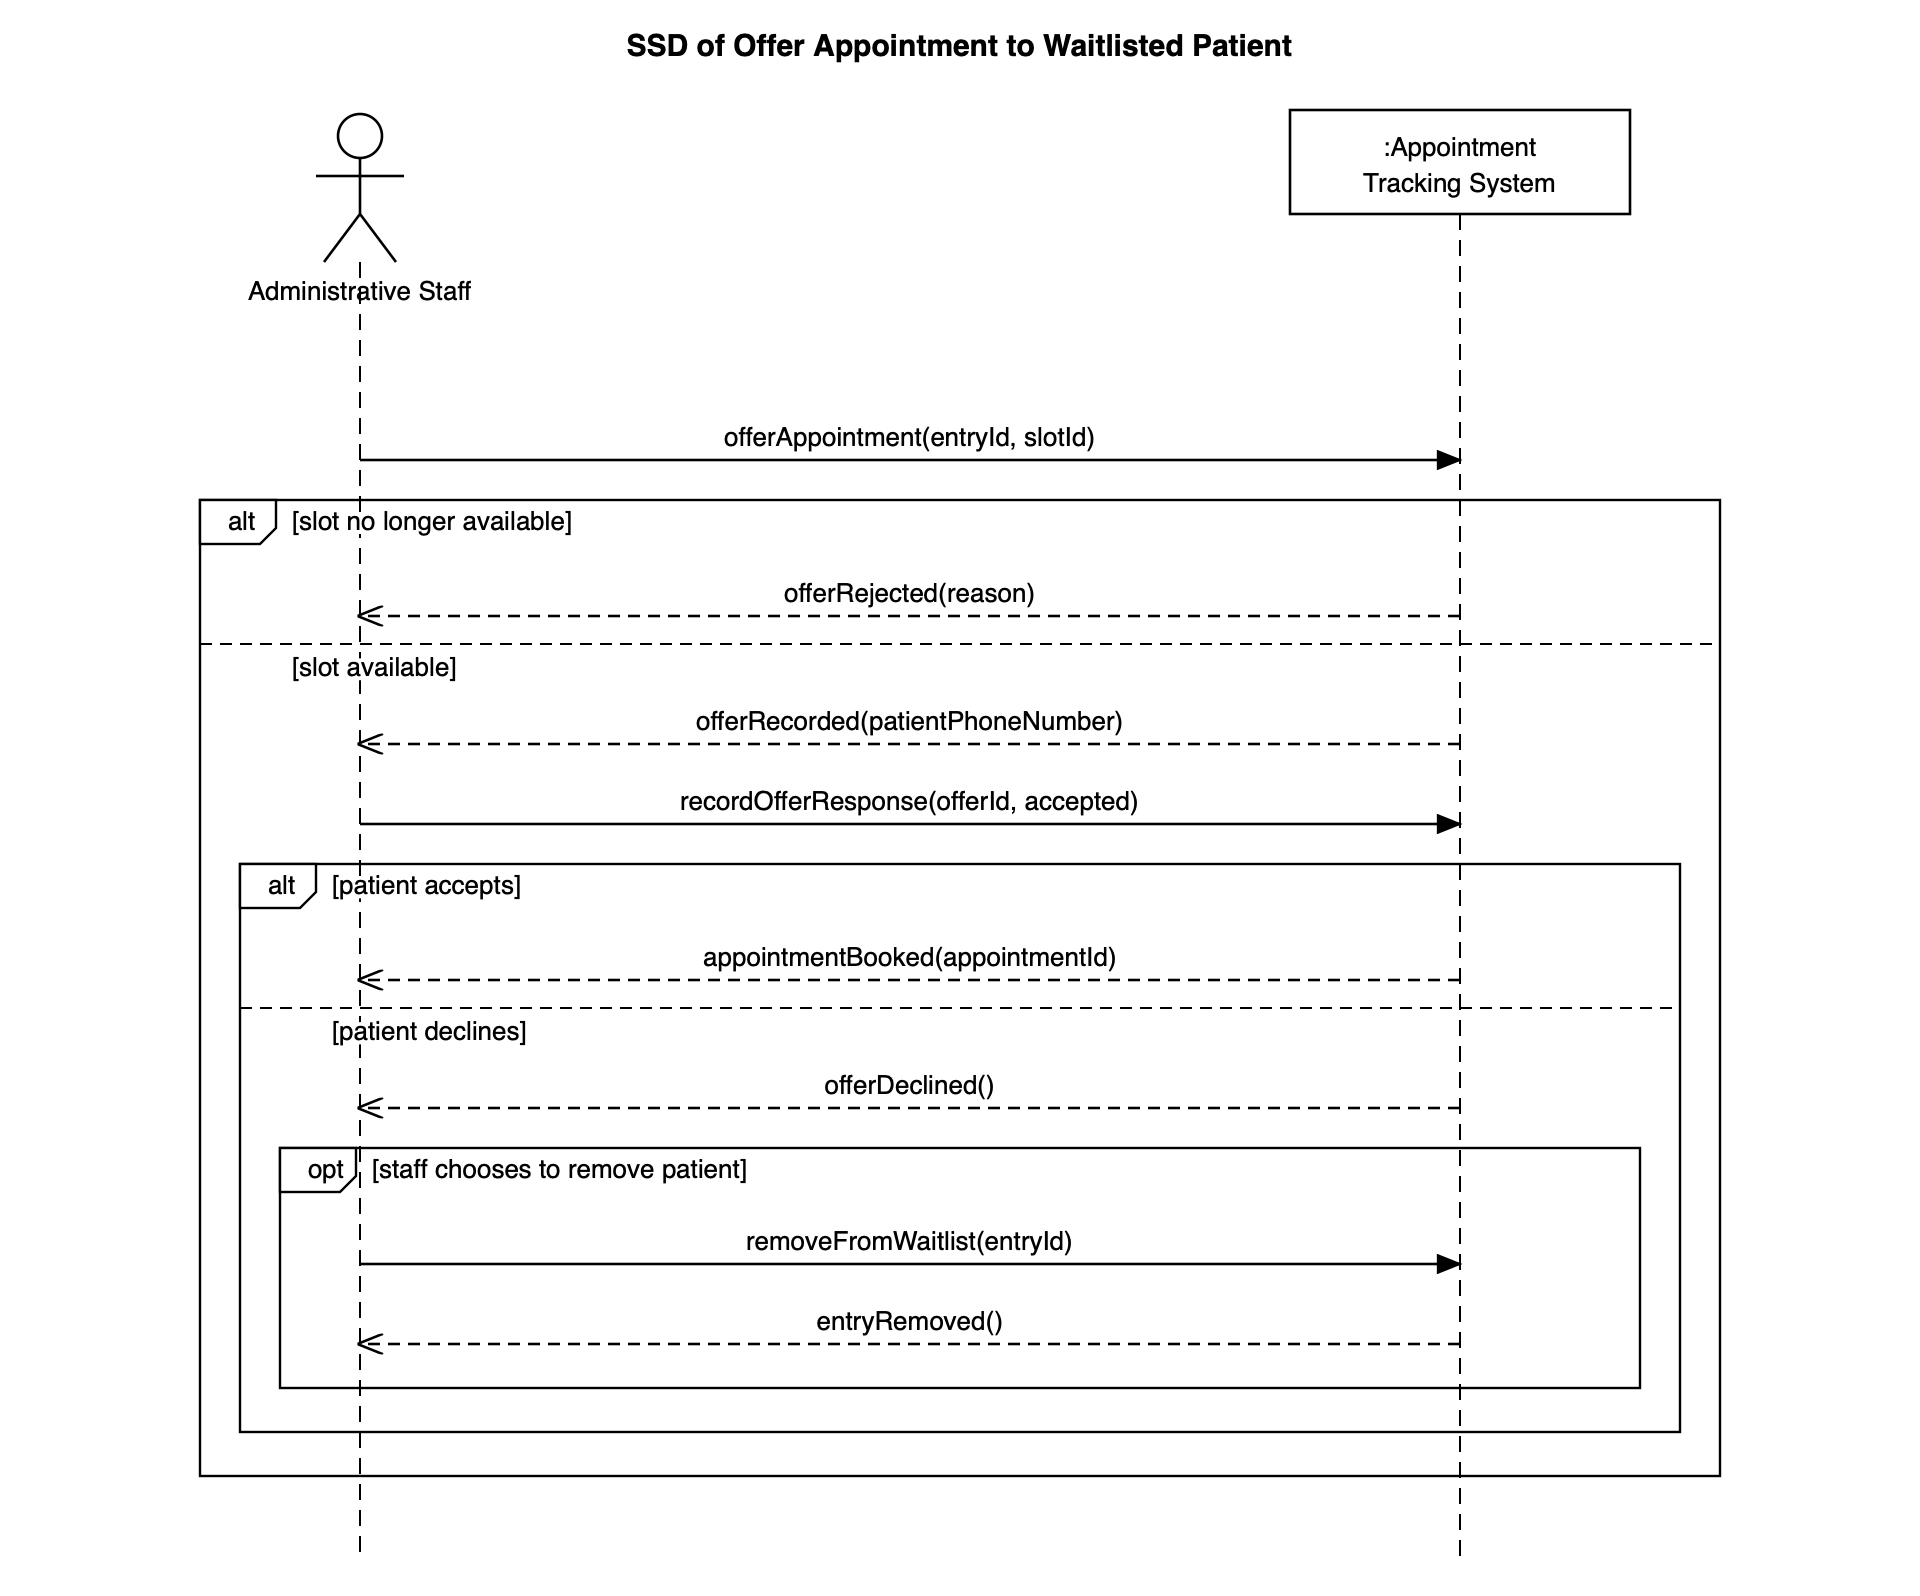 SSD of Offer Appointment to Waitlisted Patient
:Appointment
Tracking System
Administrative Staff
offerAppointment(entryId, slotId)
alt [slot no longer available]
offerRejected(reason)
[slot available]
offerRecorded(patientPhoneNumber)
recordOfferResponse(offerId, accepted)
alt [patient accepts]
appointmentBooked(appointmentId)
[patient declines]
offerDeclined()
opt [staff chooses to remove patient]
removeFromWaitlist(entryId)
entryRemoved()